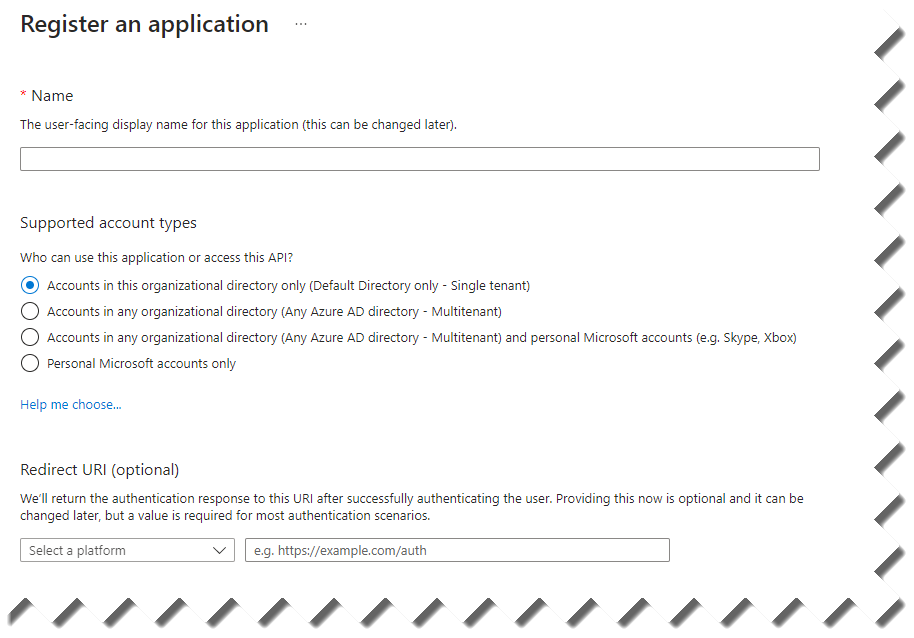 Register an application ...
* Name
The user-facing display name for this application (this can be changed later).
Supported account types
Who can use this application or access this API?
Accounts in this organizational directory only (Default Directory only - Single tenant)
Accounts in any organizational directory (Any Azure AD directory - Multitenant)
Accounts in any organizational directory (Any Azure AD directory - Multitenant) and personal Microsoft accounts (e.g. Skype, Xbox)
Personal Microsoft accounts only
Help me choose...
Redirect URI (optional)
We'll return the authentication response to this URI after successfully authenticating the user. Providing this now is optional and it can be
changed later, but a value is required for most authentication scenarios.
Select a platform e.g. https://example.com/auth